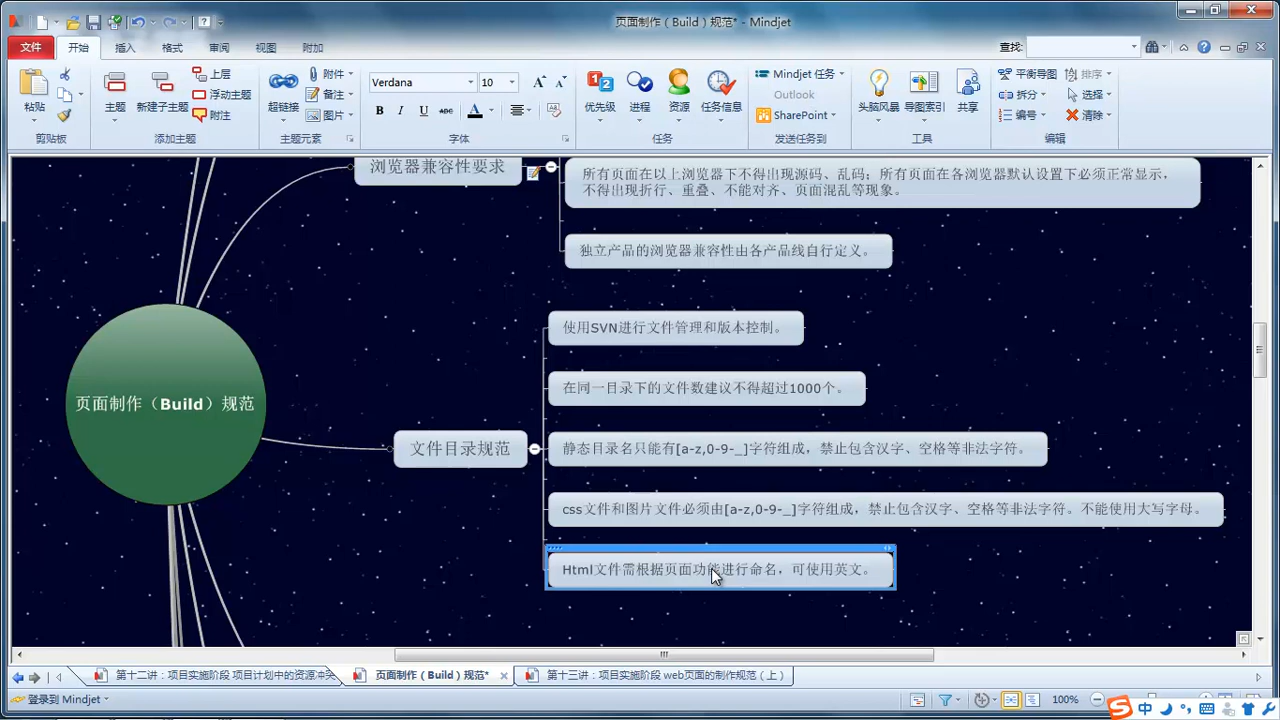 页面制作（Build）规范* - Mindjet
文件
开始
插入
格式
审阅
视图
附加
查找:
粘贴
剪贴板
主题
新建子主题
上层
浮动主题
附注
添加主题
超链接
附件
备注
图片
主题元素
Verdana
10
B
I
U
abc
A
字体
优先级
进程
资源
任务信息
任务
Mindjet 任务
Outlook
SharePoint
发送任务到
头脑风暴
导图索引
共享
工具
平衡导图
排序
拆分
选择
编号
清除
编辑
浏览器兼容性要求
所有页面在以上浏览器下不得出现源码、乱码；所有页面在各浏览器默认设置下必须正常显示，
不得出现折行、重叠、不能对齐、页面混乱等现象。
独立产品的浏览器兼容性由各产品线自行定义。
使用SVN进行文件管理和版本控制。
在同一目录下的文件数建议不得超过1000个。
页面制作（Build）规范
文件目录规范
静态目录名只能有[a-z,0-9-_]字符组成，禁止包含汉字、空格等非法字符。
css文件和图片文件必须由[a-z,0-9-_]字符组成，禁止包含汉字、空格等非法字符。不能使用大写字母。
Html文件需根据页面功能进行命名，可使用英文。
第十二讲：项目实施阶段 项目计划中的资源冲突
页面制作（Build）规范*
第十三讲：项目实施阶段 web页面的制作规范（上）
登录到 Mindjet
100%
中